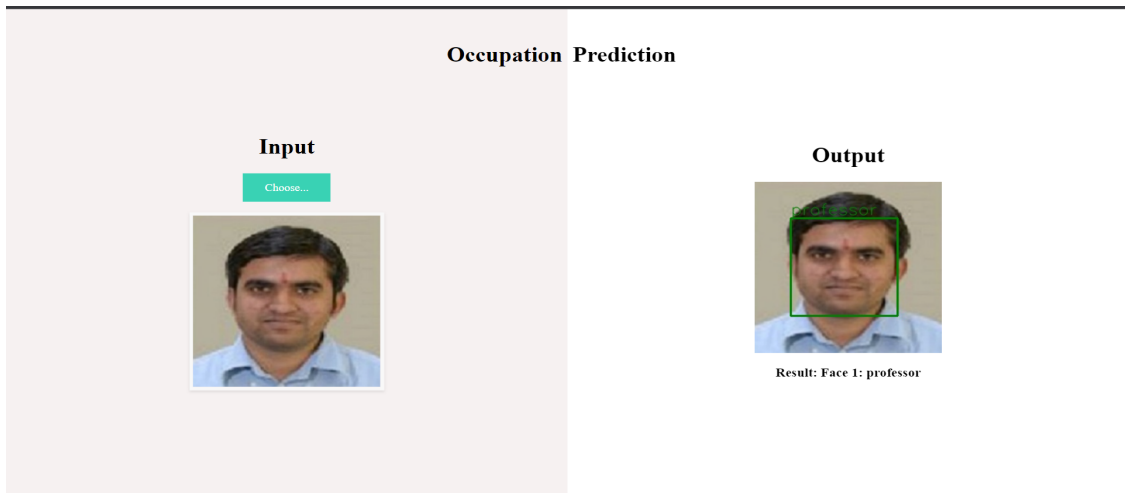 Occupation Prediction
Input
Choose...
Output
professor
Result: Face 1: professor